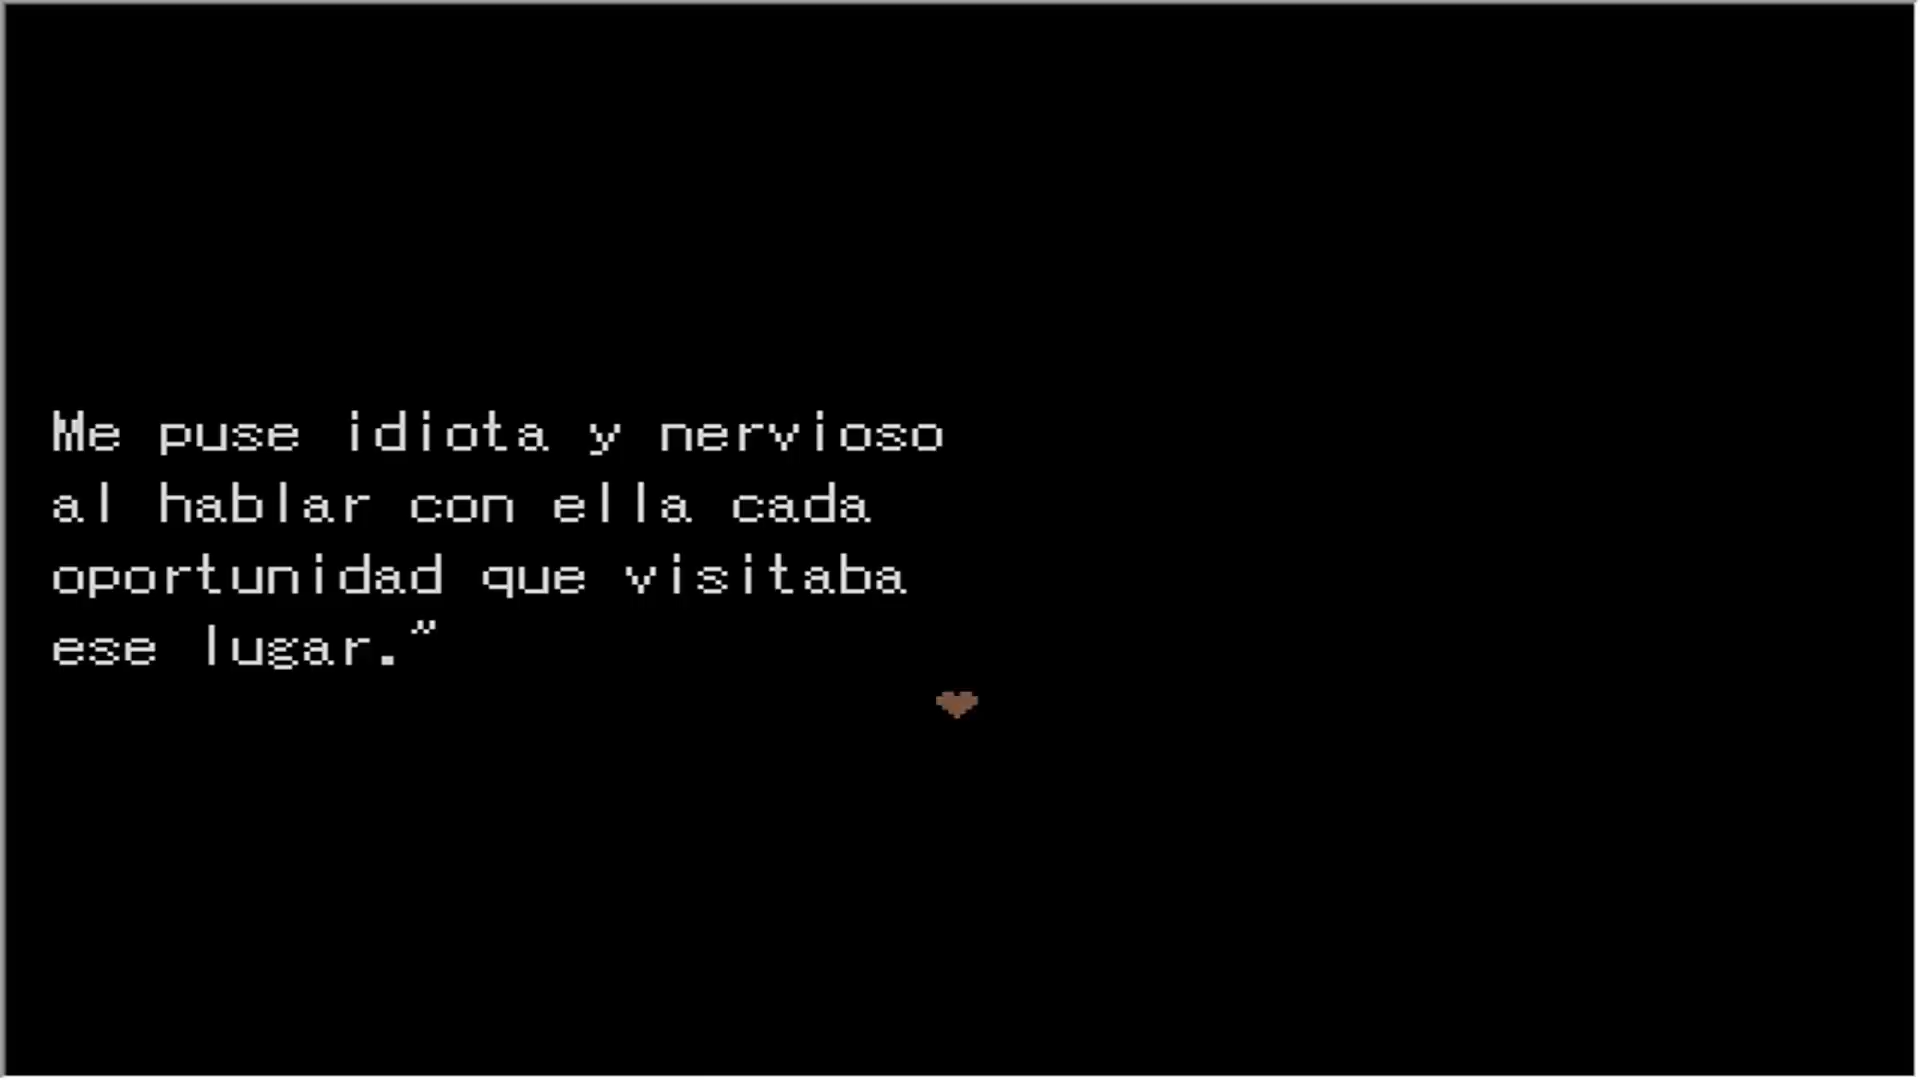 Me puse idiota y nervioso
al hablar con ella cada
oportunidad que visitaba
ese lugar.”